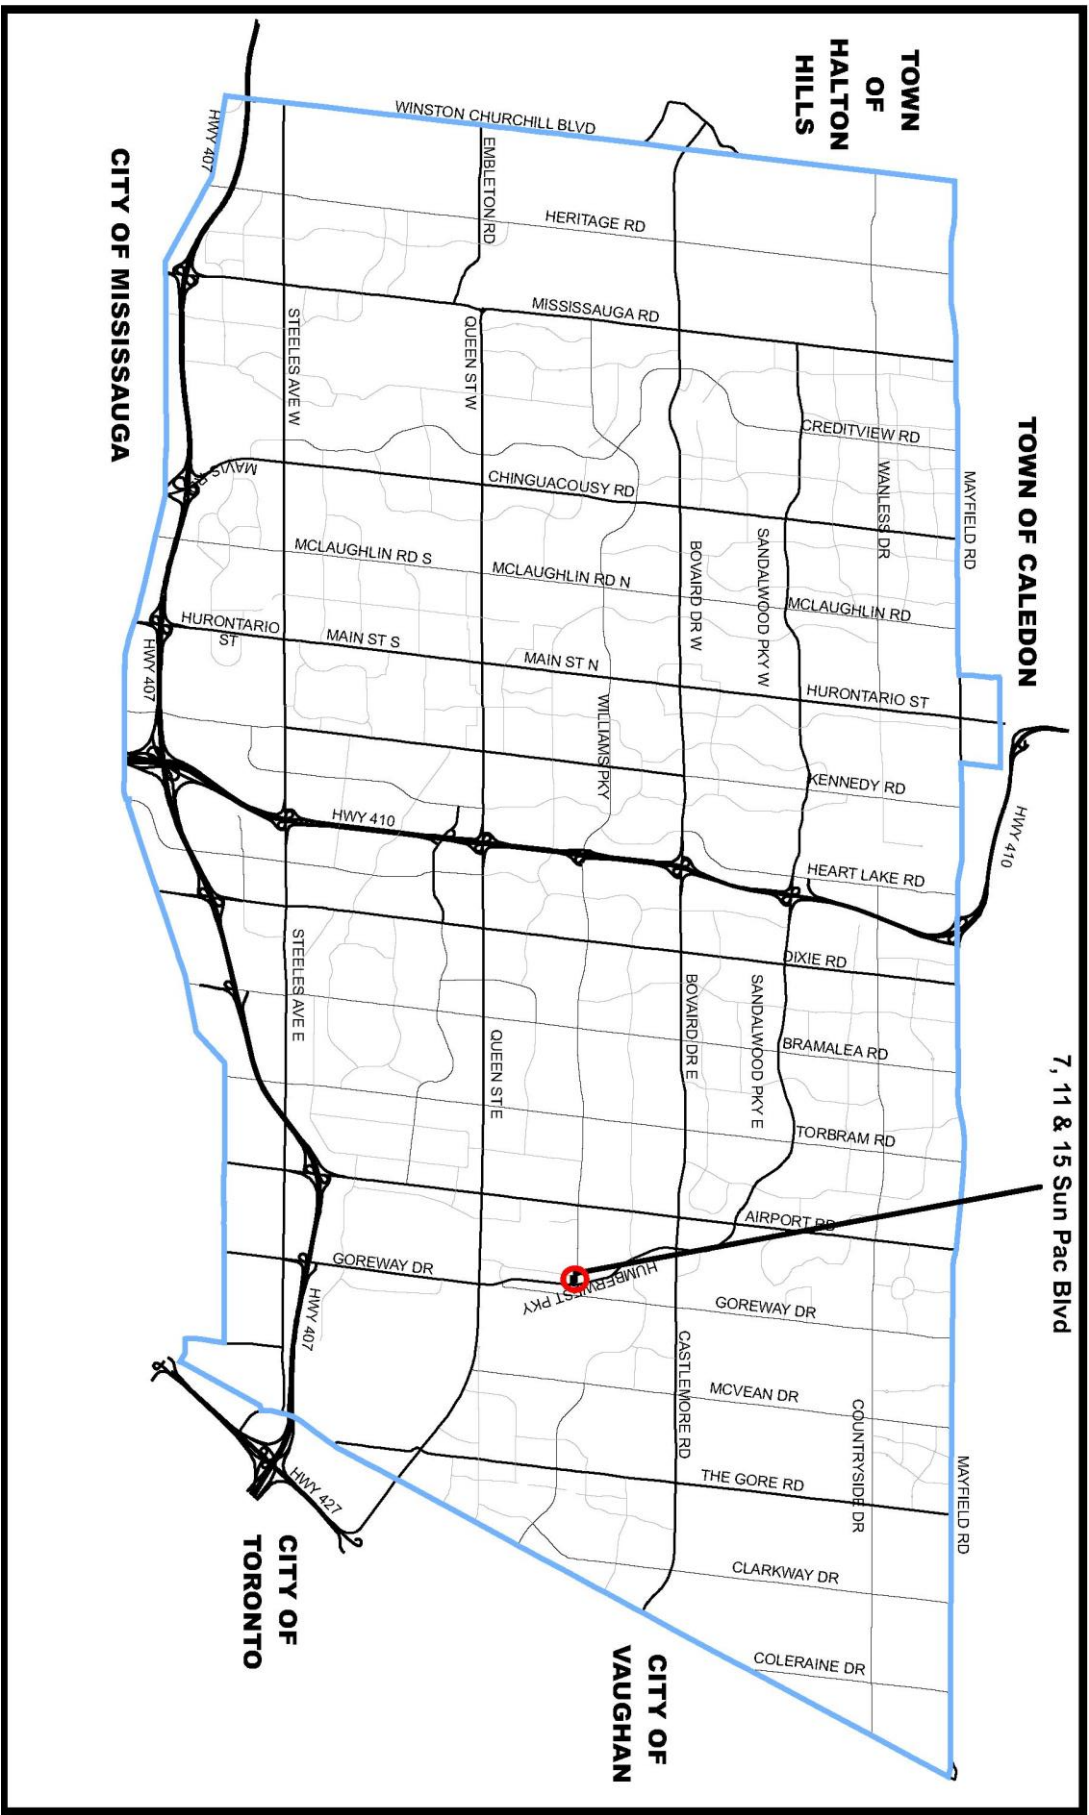 TOWN
OF
HALTON
HILLS
TOWN OF CALEDON
7, 11 & 15 Sun Pac Blvd
CITY OF MISSISSAUGA
CITY OF
TORONTO
CITY OF
VAUGHAN
WINSTON CHURCHILL BLVD
HERITAGE RD
MISSISSAUGA RD
CREDITVIEW RD
CHINGUACOUSY RD
MAVIS RD
MCLAUGHLIN RD S
MCLAUGHLIN RD N
MCLAUGHLIN RD
HURONTARIO
ST
MAIN ST S
MAIN ST N
HURONTARIO ST
KENNEDY RD
HWY 410
HEART LAKE RD
HWY 410
DIXIE RD
BRAMALEA RD
TORBRAM RD
AIRPORT RD
GOREWAY DR
HUMBERWEST PKY
GOREWAY DR
MCVEAN DR
THE GORE RD
CLARKWAY DR
COLERAINE DR
MAYFIELD RD
MAYFIELD RD
WANLESS DR
COUNTRYSIDE DR
SANDALWOOD PKY W
SANDALWOOD PKY E
BOVAIRD DR W
BOVAIRD DR E
CASTLEMORE RD
WILLIAMS PKY
EMBLETON RD
QUEEN ST W
QUEEN ST E
STEELES AVE W
STEELES AVE E
HWY 407
HWY 407
HWY 407
HWY 427